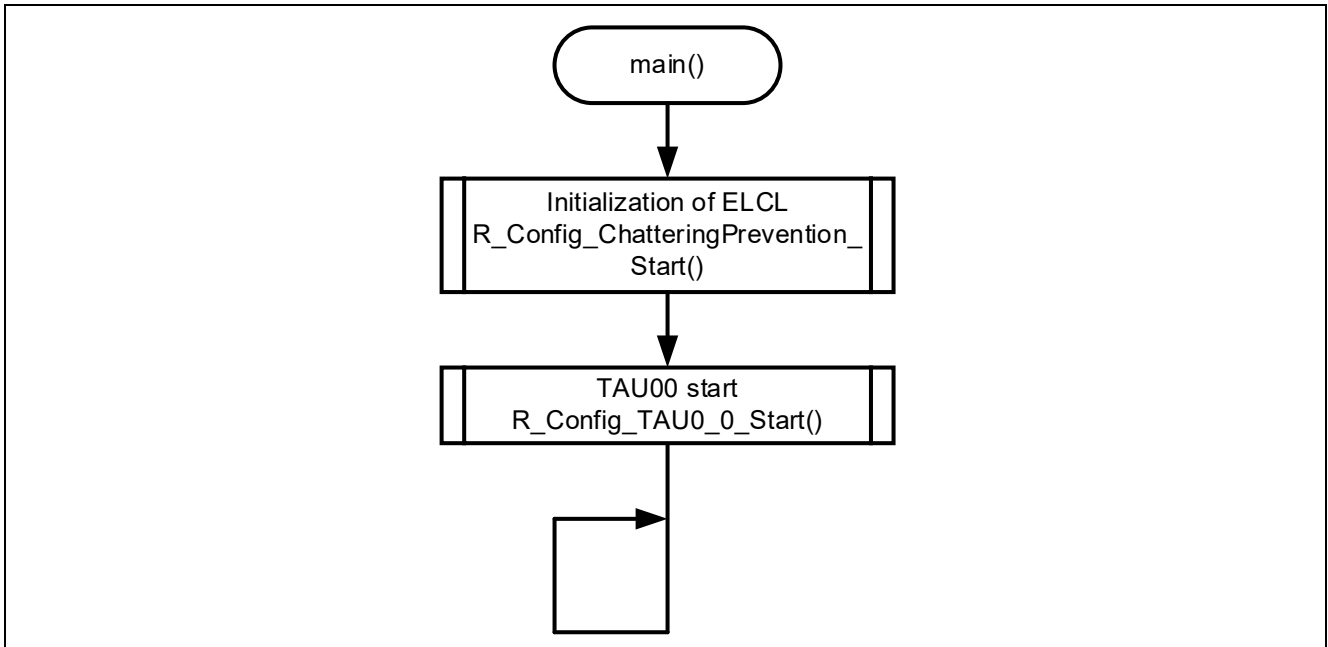 main()
Initialization of ELCL
R_Config_ChatteringPrevention_
Start()
TAU00 start
R_Config_TAU0_0_Start()